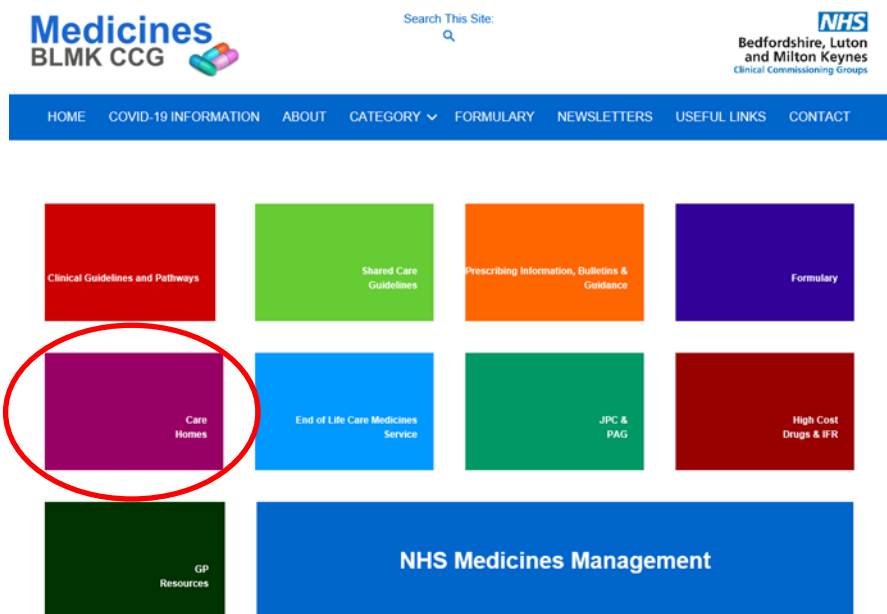 Medicines
BLMK CCG
Search This Site:
NHS
Bedfordshire, Luton
and Milton Keynes
Clinical Commissioning Groups
HOME COVID-19 INFORMATION ABOUT CATEGORY FORMULARY NEWSLETTERS USEFUL LINKS CONTACT
Clinical Guidelines and Pathways
Shared Care
Guidelines
Prescribing Information, Bulletins &
Guidance
Formulary
Care
Homes
End of Life Care Medicines
Service
JPC &
PAG
High Cost
Drugs & IFR
GP
Resources
NHS Medicines Management